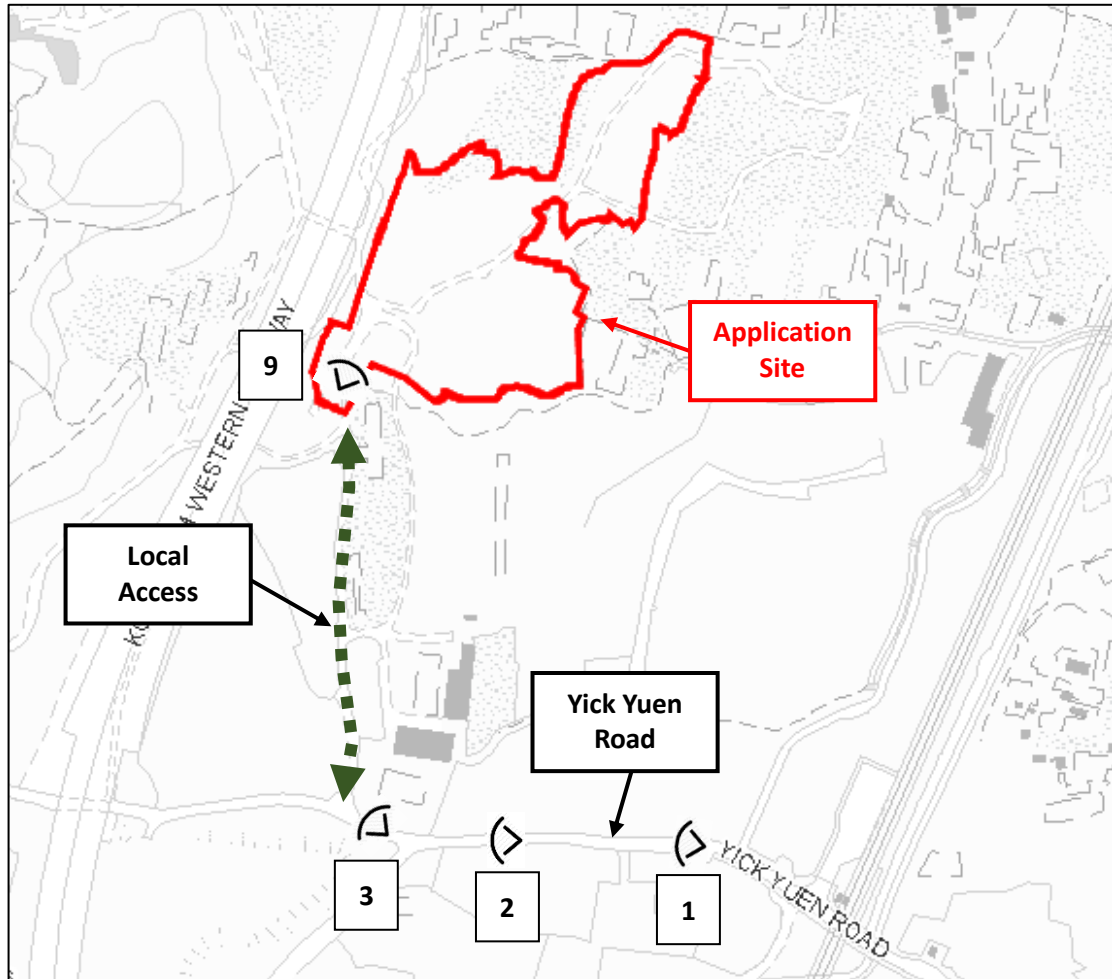 9
WESTERN
WAY
Application
Site
Local
Access
Yick Yuen
Road
3
2
1
YICK YUEN ROAD